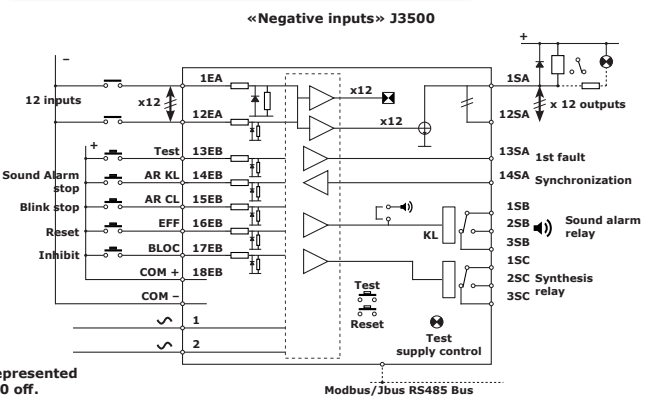 «Negative inputs» J3500
–
+
1EA
1SA
12 inputs
x12
x12
x 12 outputs
12EA
x12
12SA
+
Test 13EB
13SA 1st fault
Sound Alarm stop
AR KL 14EB
14SA Synchronization
Blink stop
AR CL 15EB
Reset
EFF 16EB
1SB
2SB
3SB
KL
Sound alarm relay
Inhibit
BLOC 17EB
1SC
2SC
3SC
Synthesis relay
COM + 18EB
COM –
Test
Reset
Test supply control
1
2
epresented
0 off.
Modbus/Jbus RS485 Bus